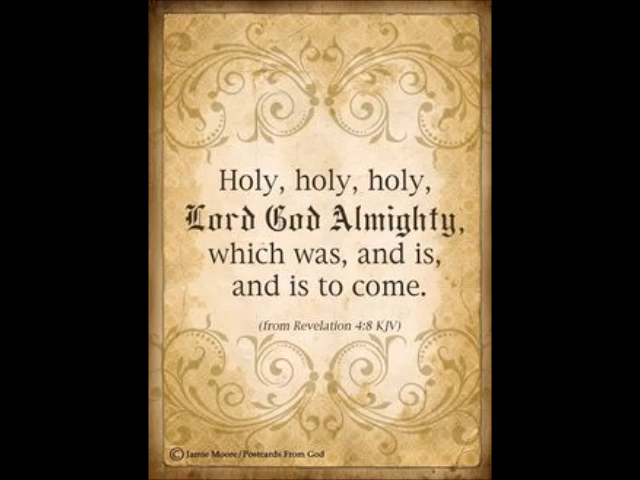 Holy, holy, holy,
Lord God Almighty,
which was, and is,
and is to come.
(from Revelation 4:8 KJV)
© Jamie Moore/Postcards From God